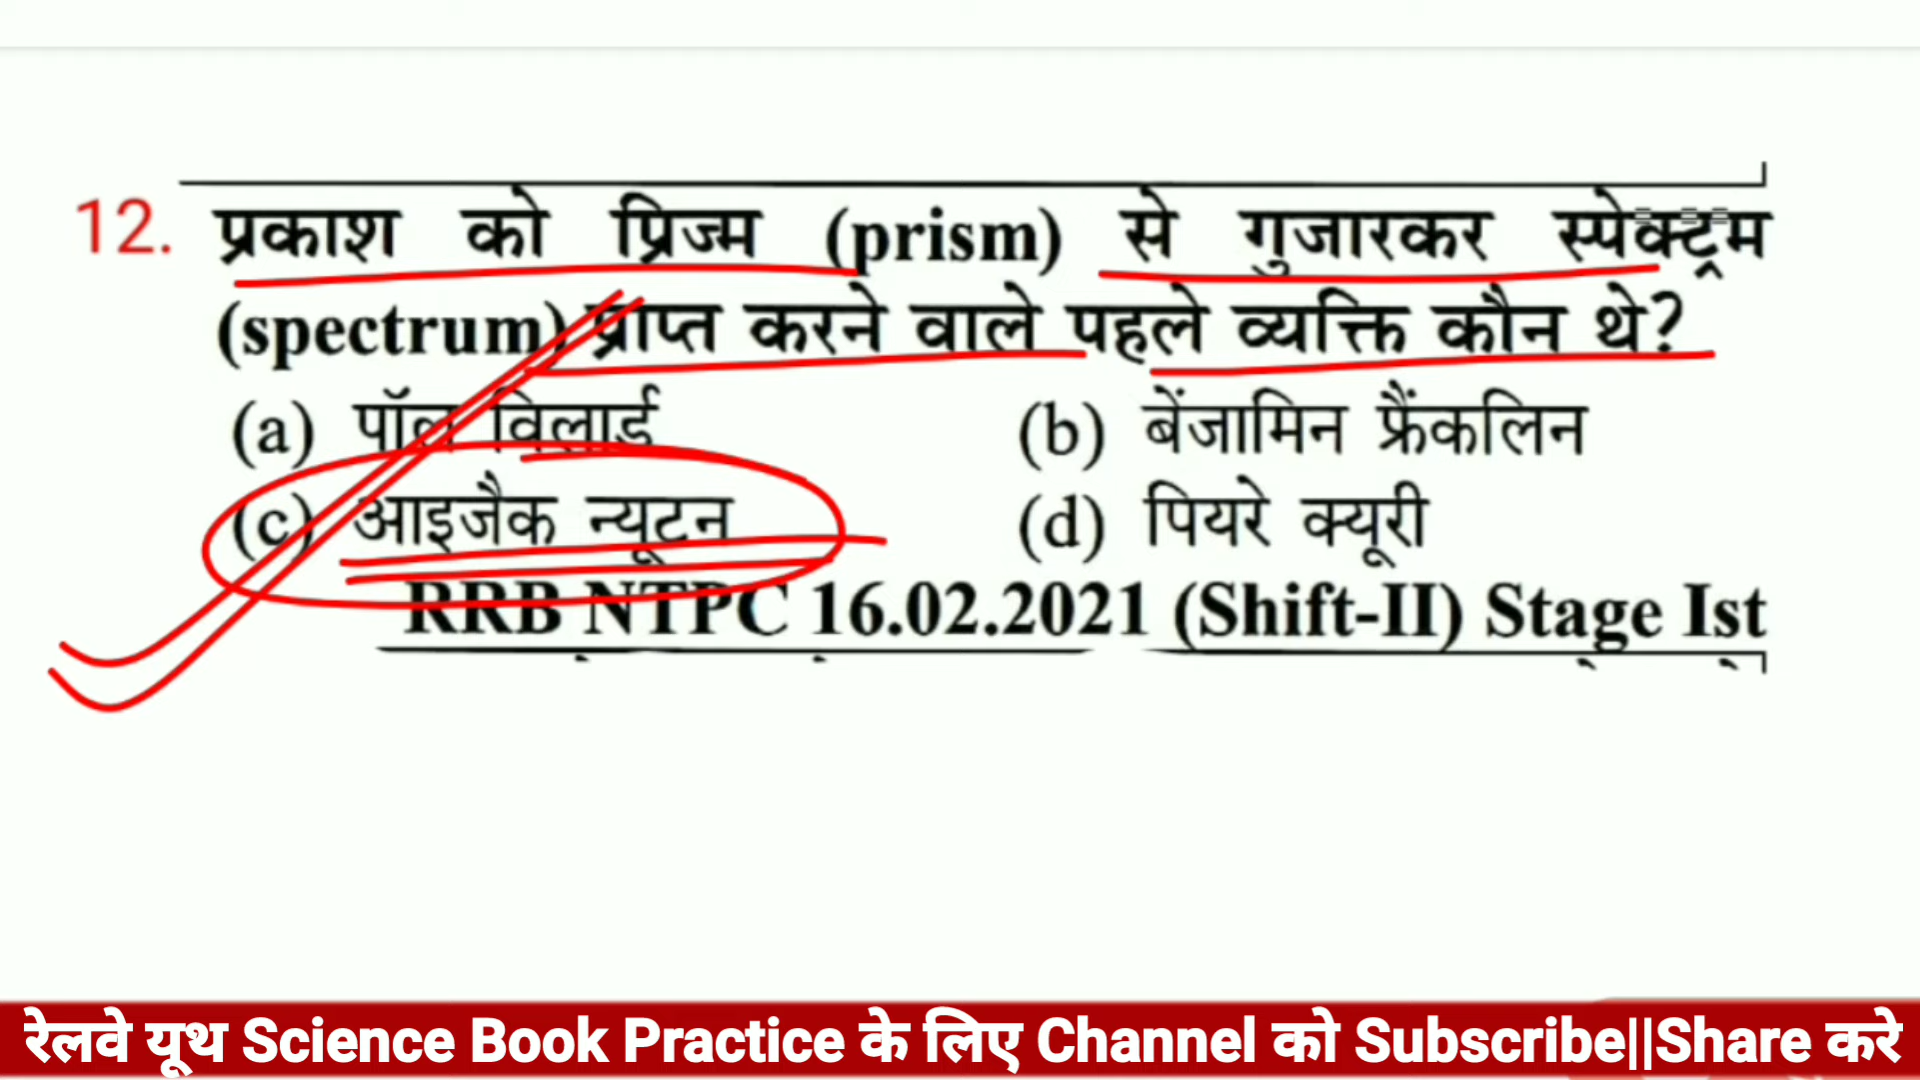 12. प्रकाश को प्रिज्म (prism) से गुजारकर स्पेक्ट्रम
(spectrum) प्राप्त करने वाले पहले व्यक्ति कौन थे?
(a) पॉल विलार्ड (b) बेंजामिन फ्रैंकलिन
(c) आइजैक न्यूटन (d) पियरे क्यूरी
RRB NTPC 16.02.2021 (Shift-II) Stage Ist
रेलवे यूथ Science Book Practice के लिए Channel को Subscribe||Share करे